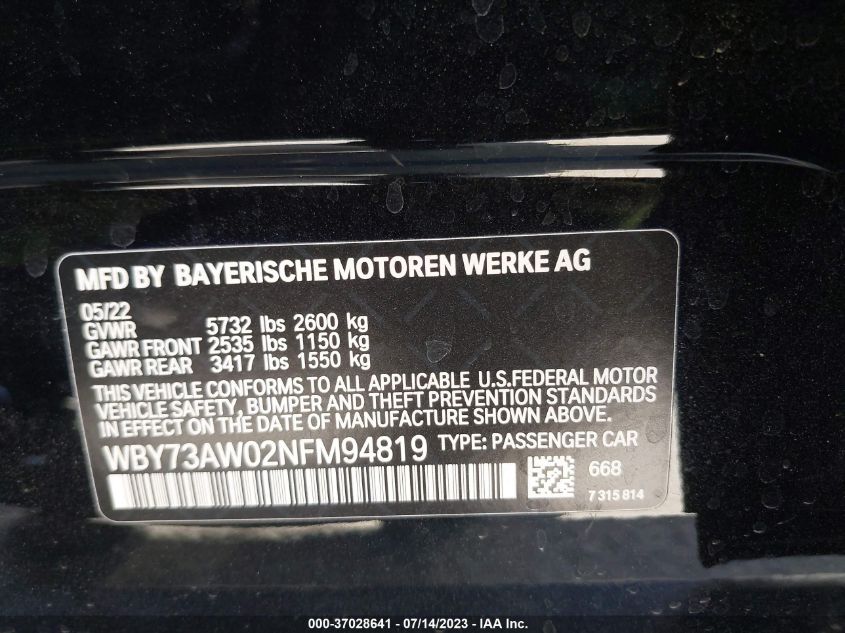 MFD BY BAYERISCHE MOTOREN WERKE AG
05/22
GVWR 5732 lbs 2600 kg
GAWR FRONT 2535 lbs 1150 kg
GAWR REAR 3417 lbs 1550 kg
THIS VEHICLE CONFORMS TO ALL APPLICABLE U.S.FEDERAL MOTOR
VEHICLE SAFETY, BUMPER AND THEFT PREVENTION STANDARDS
IN EFFECT ON THE DATE OF MANUFACTURE SHOWN ABOVE.
WBY73AW02NFM94819 TYPE: PASSENGER CAR
668
7 315 814
000-37028641 - 07/14/2023 - IAA Inc.